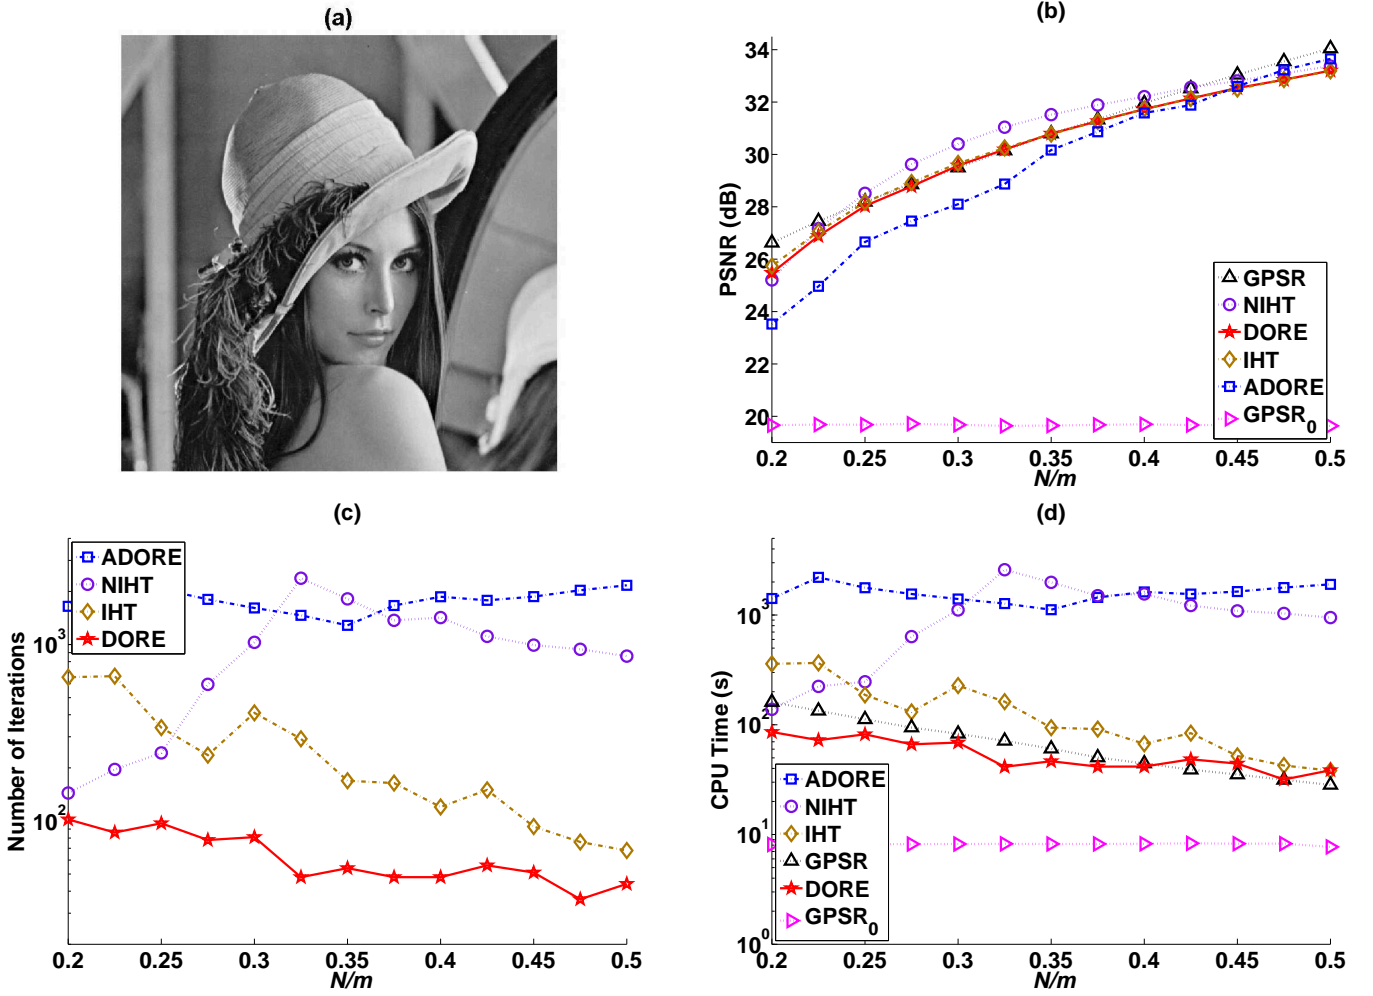 (a)
(b)
34
32
30
28
26
24
22
20
PSNR (dB)
GPSR
NIHT
DORE
IHT
ADORE
GPSR0
0.2 0.25 0.3 0.35 0.4 0.45 0.5
N/m
(c)
ADORE
NIHT
IHT
DORE
10^3
10^2
Number of Iterations
0.2 0.25 0.3 0.35 0.4 0.45 0.5
N/m
(d)
10^3
10^2
10^1
10^0
CPU Time (s)
ADORE
NIHT
IHT
GPSR
DORE
GPSR0
0.2 0.25 0.3 0.35 0.4 0.45 0.5
N/m